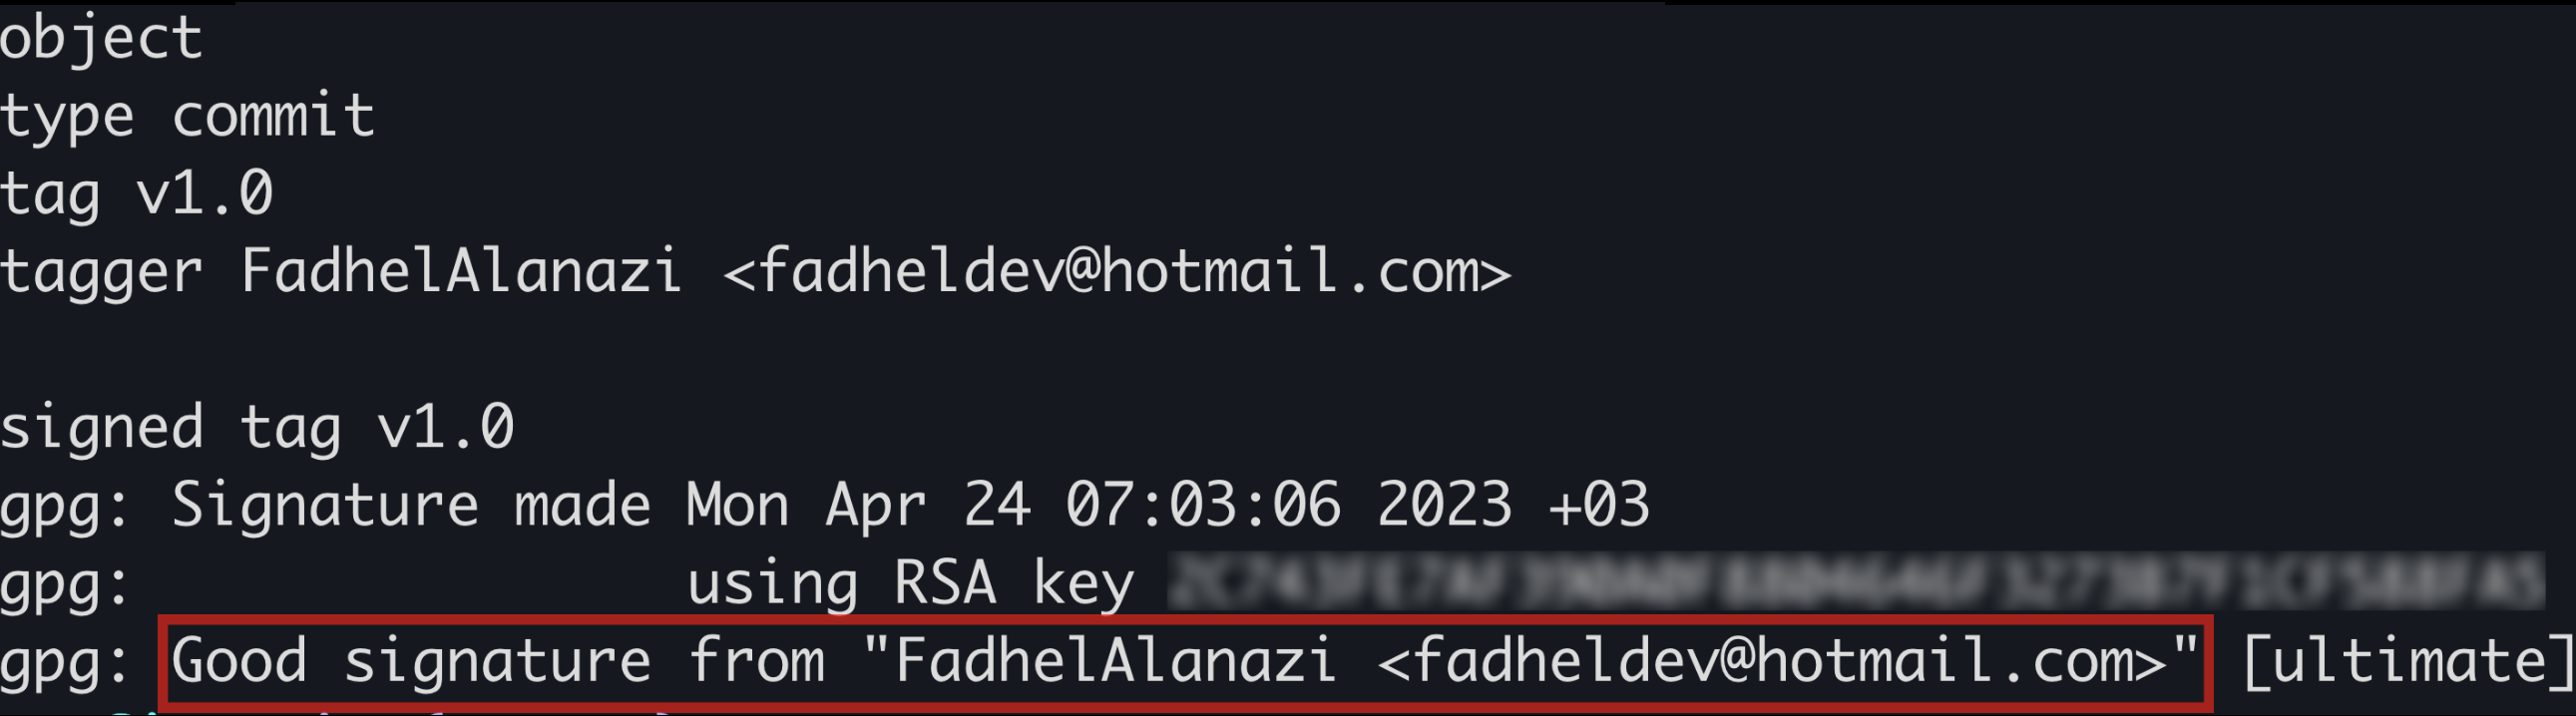 object
type commit
tag v1.0
tagger FadhelAlanazi <fadheldev@hotmail.com>
signed tag v1.0
gpg: Signature made Mon Apr 24 07:03:06 2023 +03
gpg: using RSA key
gpg: Good signature from "FadhelAlanazi <fadheldev@hotmail.com>" [ultimate]